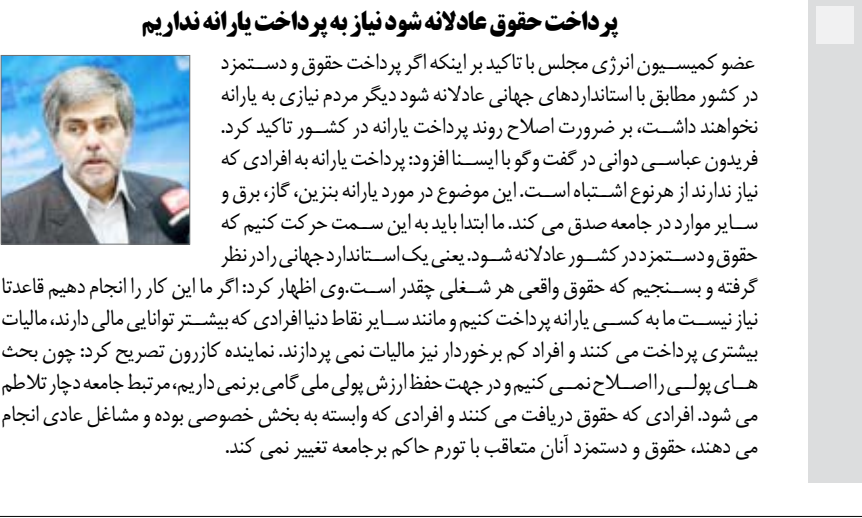 پرداخت حقوق عادلانه شود نیاز به پرداخت یارانه نداریم
عضو کمیسیون انرژی مجلس با تاکید بر اینکه اگر پرداخت حقوق و دستمزد
در کشور مطابق با استانداردهای جهانی عادلانه شود دیگر مردم نیازی به یارانه
نخواهند داشت، بر ضرورت اصلاح روند پرداخت یارانه در کشور تاکید کرد.
فریدون عباسی دوانی در گفت وگو با ایسنا افزود: پرداخت یارانه به افرادی که
نیاز ندارند از هرنوع اشتباه است. این موضوع در مورد یارانه بنزین، گاز، برق و
سایر موارد در جامعه صدق می کند. ما ابتدا باید به این سمت حرکت کنیم که
حقوق و دستمزد در کشور عادلانه شود. یعنی یک استاندارد جهانی را در نظر
گرفته و بسنجیم که حقوق واقعی هر شغلی چقدر است.وی اظهار کرد: اگر ما این کار را انجام دهیم قاعدتا
نیاز نیست ما به کسی یارانه پرداخت کنیم و مانند سایر نقاط دنیا افرادی که بیشتر توانایی مالی دارند، مالیات
بیشتری پرداخت می کنند و افراد کم برخوردار نیز مالیات نمی پردازند. نماینده کازرون تصریح کرد: چون بحث
های پولی را اصلاح نمی کنیم و در جهت حفظ ارزش پولی ملی گامی برنمی داریم، مرتبط جامعه دچار تلاطم
می شود. افرادی که حقوق دریافت می کنند و افرادی که وابسته به بخش خصوصی بوده و مشاغل عادی انجام
می دهند، حقوق و دستمزد آنان متعاقب با تورم حاکم برجامعه تغییر نمی کند.